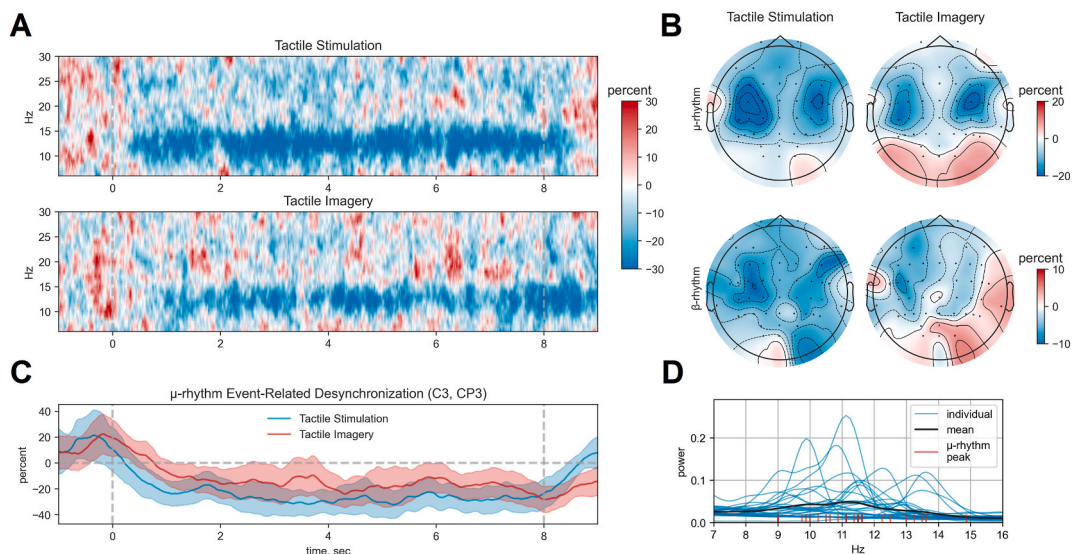 A
Tactile Stimulation
30
25
20
15
10
Hz
0
2
4
6
8
Tactile Imagery
30
25
20
15
10
Hz
0
2
4
6
8
percent
30
20
10
0
−10
−20
−30
B
Tactile Stimulation
Tactile Imagery
μ-rhythm
percent
20
0
−20
β-rhythm
percent
10
0
−10
C
μ-rhythm Event-Related Desynchronization (C3, CP3)
Tactile Stimulation
Tactile Imagery
40
20
0
−20
−40
percent
0
2
4
6
8
time, sec
D
individual
mean
μ-rhythm
peak
0.2
0.1
0.0
power
7
8
9
10
11
12
13
14
15
16
Hz